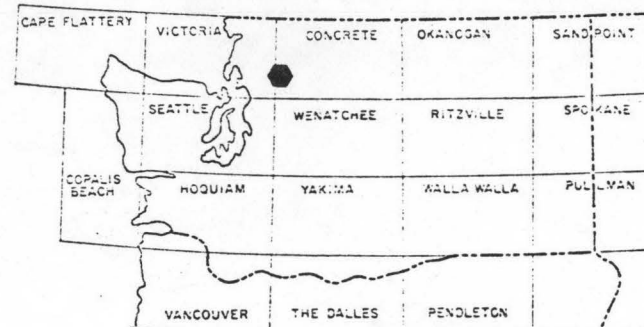 CAPE FLATTERY
VICTORIA
CONCRETE
OKANOGAN
SANDPOINT
SEATTLE
WENATCHEE
RITZVILLE
SPOKANE
COPALIS
BEACH
HOQUIAM
YAKIMA
WALLA WALLA
PULLMAN
VANCOUVER
THE DALLES
PENDLETON